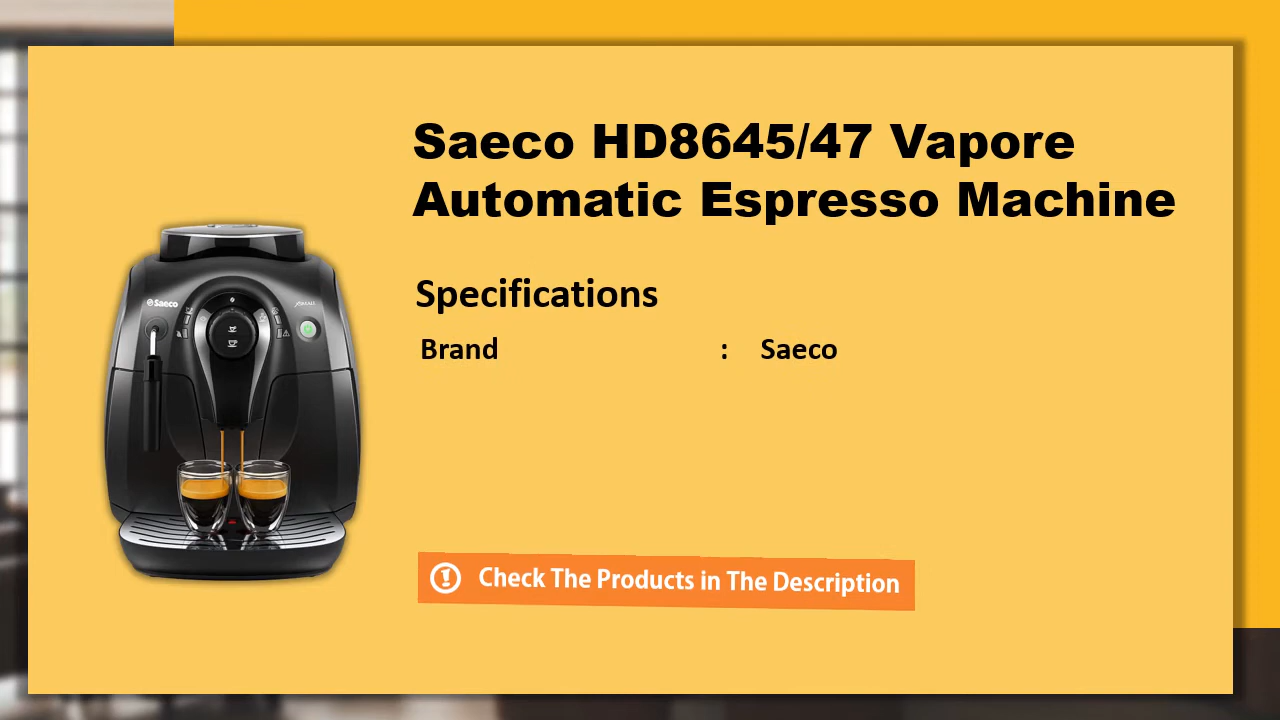 Saeco HD8645/47 Vapore
Automatic Espresso Machine
Specifications
Brand : Saeco
Saeco
Check The Products in The Description